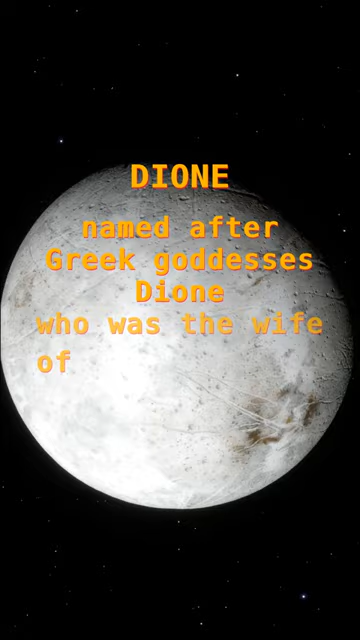 DIONE
named after
Greek goddesses
Dione
who was the wife
of